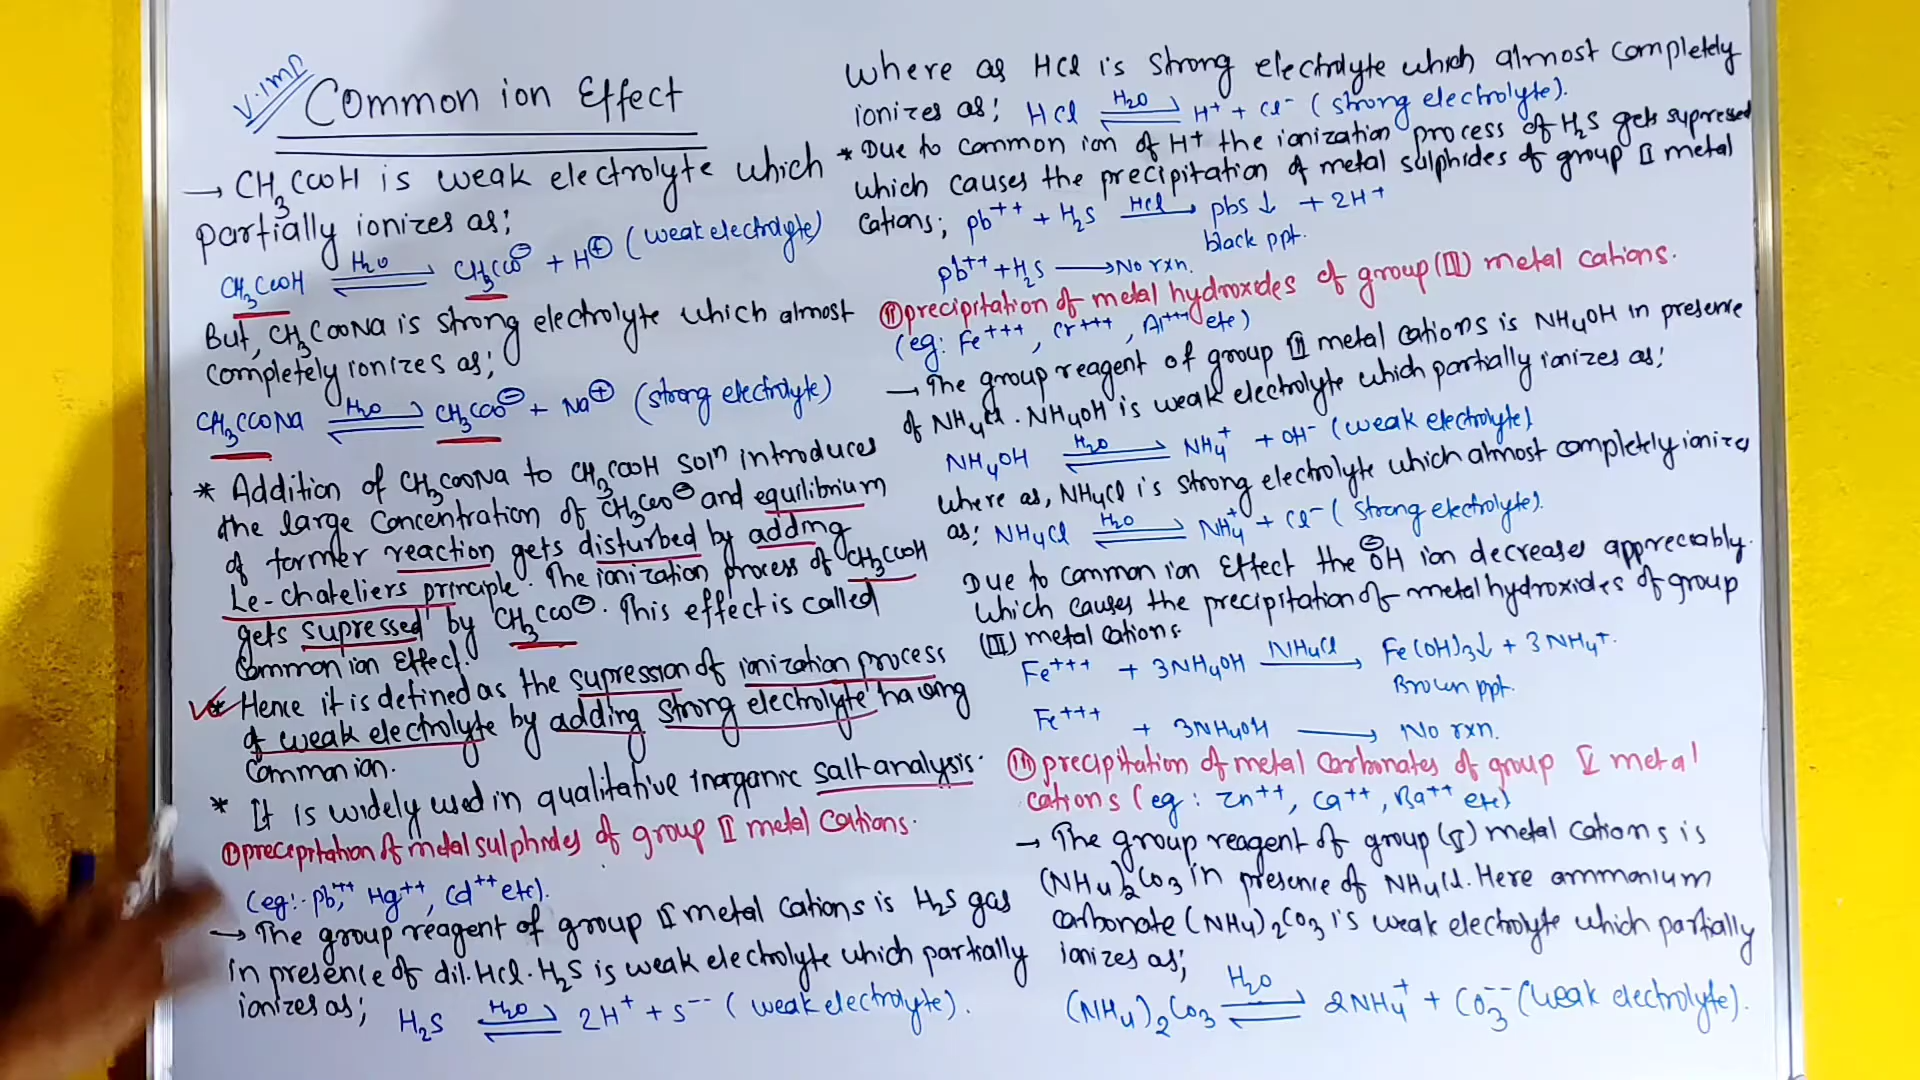 V.Imp
Common ion Effect
→ CH3COOH is weak electrolyte which
partially ionizes as;
CH3COOH ⇌ H2O CH3COO⊖ + H⊕ (weak electrolyte)
But, CH3COONa is strong electrolyte which almost
completely ionizes as;
CH3COONa ⇌ H2O CH3COO⊖ + Na⊕ (strong electrolyte)
* Addition of CH3COONa to CH3COOH soln introduces
the large concentration of CH3COO⊖ and equilibrium
of former reaction gets disturbed by adding
Le-chateliers principle. The ionization process of CH3COOH
gets supressed by CH3COO⊖. This effect is called
Common ion Effect.
* Hence it is defined as the supression of ionization process
of weak electrolyte by adding strong electrolyte having
Common ion.
* It is widely used in qualitative inorganic salt analysis.
(i) precipitation of metal sulphides of group II metal Cations.
(eg:- pb++, Hg++, Cd++ etc).
→ The group reagent of group II metal Cations is H2S gas
in presence of dil. HCl. H2S is weak electrolyte which partially
ionizes as;
H2S ⇌ H2O 2H+ + S-- (weak electrolyte).
where as HCl is strong electrolyte which almost completely
ionizes as; HCl ⇌ H2O H+ + Cl- (strong electrolyte).
* Due to common ion of H+ the ionization process of H2S gets supressed
which causes the precipitation of metal sulphides of group II metal
Cations; pb++ + H2S HCl→ pbs↓ + 2H+
black ppt.
pb++ + H2S → No rxn.
(ii) precipitation of metal hydroxides of group (III) metal cations.
(eg: Fe+++, Cr+++, Al+++ etc)
→ The group reagent of group III metal Cations is NH4OH in presence
of NH4Cl. NH4OH is weak electrolyte which partially ionizes as;
NH4OH ⇌ H2O NH4+ + OH- (weak electrolyte)
where as, NH4Cl is strong electrolyte which almost completely ionizes
as; NH4Cl ⇌ H2O NH4+ + Cl- (strong electrolyte).
Due to common ion Effect the ⊖OH ion decreases appreciably.
which causes the precipitation of metal hydroxides of group
(III) metal cations.
Fe+++ + 3NH4OH NH4Cl→ Fe(OH)3↓ + 3NH4+.
Brown ppt.
Fe+++ + 3NH4OH → No rxn.
(iii) precipitation of metal Carbonates of group V metal
cations (eg: Zn++, Ca++, Ba++ etc)
→ The group reagent of group (V) metal Cations is
(NH4)2CO3 in presence of NH4Cl. Here ammonium
carbonate (NH4)2CO3 is weak electrolyte which partially
ionizes as;
(NH4)2CO3 ⇌ H2O 2NH4+ + CO3-- (weak electrolyte).